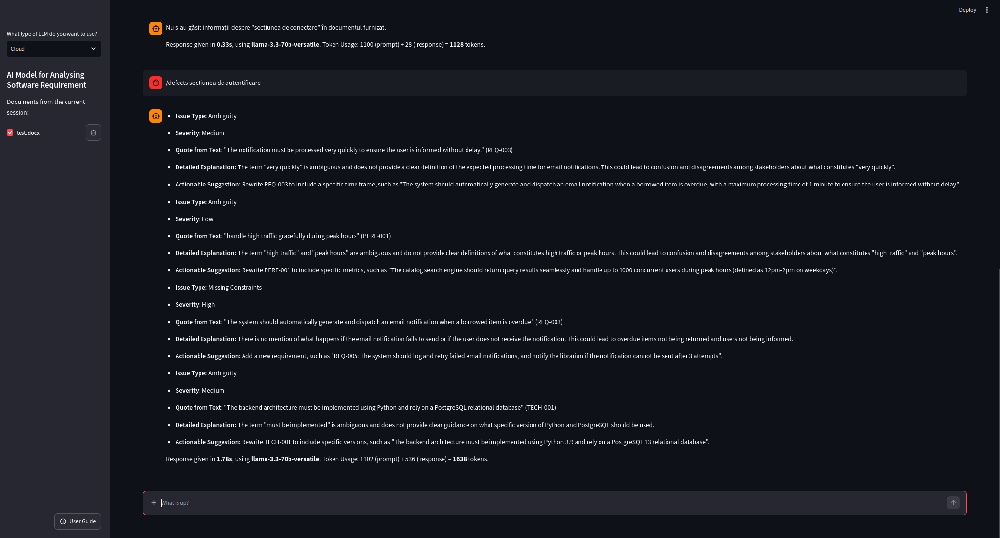 Deploy
What type of LLM do you want to use?
Cloud
AI Model for Analysing
Software Requirement
Documents from the current
session:
test.docx
User Guide
Nu s-au găsit informații despre "sectiunea de conectare" în documentul furnizat.
Response given in 0.33s, using llama-3.3-70b-versatile. Token Usage: 1100 (prompt) + 28 ( response) = 1128 tokens.
/defects sectiunea de autentificare
• Issue Type: Ambiguity
• Severity: Medium
• Quote from Text: "The notification must be processed very quickly to ensure the user is informed without delay." (REQ-003)
• Detailed Explanation: The term "very quickly" is ambiguous and does not provide a clear definition of the expected processing time for email notifications. This could lead to confusion and disagreements among stakeholders about what constitutes "very quickly".
• Actionable Suggestion: Rewrite REQ-003 to include a specific time frame, such as "The system should automatically generate and dispatch an email notification when a borrowed item is overdue, with a maximum processing time of 1 minute to ensure the user is informed without delay."
• Issue Type: Ambiguity
• Severity: Low
• Quote from Text: "handle high traffic gracefully during peak hours" (PERF-001)
• Detailed Explanation: The term "high traffic" and "peak hours" are ambiguous and do not provide clear definitions of what constitutes high traffic or peak hours. This could lead to confusion and disagreements among stakeholders about what constitutes "high traffic" and "peak hours".
• Actionable Suggestion: Rewrite PERF-001 to include specific metrics, such as "The catalog search engine should return query results seamlessly and handle up to 1000 concurrent users during peak hours (defined as 12pm-2pm on weekdays)".
• Issue Type: Missing Constraints
• Severity: High
• Quote from Text: "The system should automatically generate and dispatch an email notification when a borrowed item is overdue" (REQ-003)
• Detailed Explanation: There is no mention of what happens if the email notification fails to send or if the user does not receive the notification. This could lead to overdue items not being returned and users not being informed.
• Actionable Suggestion: Add a new requirement, such as "REQ-005: The system should log and retry failed email notifications, and notify the librarian if the notification cannot be sent after 3 attempts".
• Issue Type: Ambiguity
• Severity: Medium
• Quote from Text: "The backend architecture must be implemented using Python and rely on a PostgreSQL relational database" (TECH-001)
• Detailed Explanation: The term "must be implemented" is ambiguous and does not provide clear guidance on what specific version of Python and PostgreSQL should be used.
• Actionable Suggestion: Rewrite TECH-001 to include specific versions, such as "The backend architecture must be implemented using Python 3.9 and rely on a PostgreSQL 13 relational database".
Response given in 1.78s, using llama-3.3-70b-versatile. Token Usage: 1102 (prompt) + 536 ( response) = 1638 tokens.
What is up?